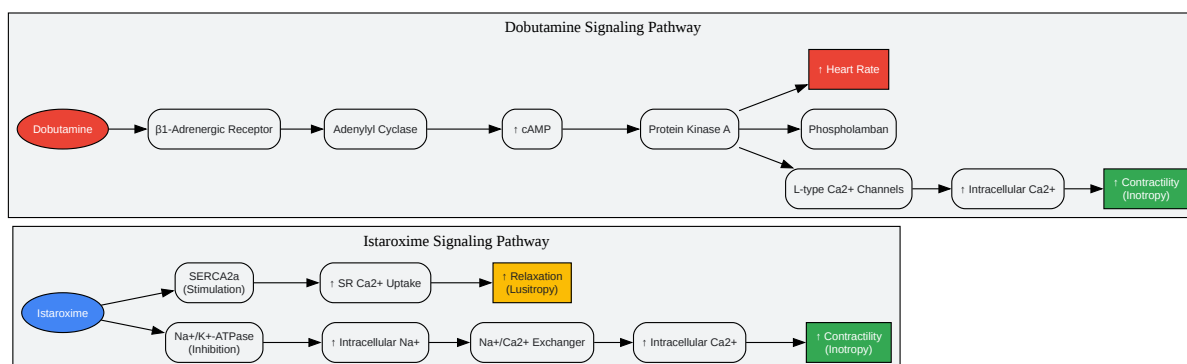 Dobutamine Signaling Pathway
↑ Heart Rate
Dobutamine
β1-Adrenergic Receptor
Adenylyl Cyclase
↑ cAMP
Protein Kinase A
Phospholamban
L-type Ca2+ Channels
↑ Intracellular Ca2+
↑ Contractility
(Inotropy)
Istaroxime Signaling Pathway
Istaroxime
SERCA2a
(Stimulation)
↑ SR Ca2+ Uptake
↑ Relaxation
(Lusitropy)
Na+/K+-ATPase
(Inhibition)
↑ Intracellular Na+
Na+/Ca2+ Exchanger
↑ Intracellular Ca2+
↑ Contractility
(Inotropy)